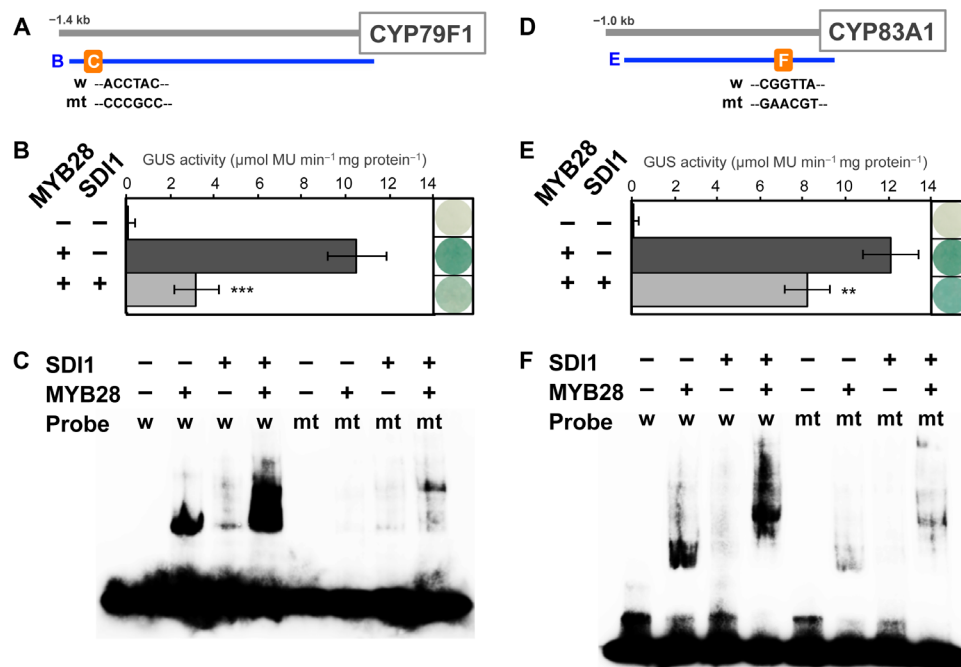 A
−1.4 kb
CYP79F1
B
C
w --ACCTAC--
mt --CCCGCC--
B
GUS activity (µmol MU min⁻¹ mg protein⁻¹)
MYB28
SDI1
0 2 4 6 8 10 12 14
− −
+ −
+ + ***
C
SDI1 − − + + − − + +
MYB28 − + − + − + − +
Probe w w w w mt mt mt mt
D
−1.0 kb
CYP83A1
E
F
w --CGGTTA--
mt --GAACGT--
E
GUS activity (µmol MU min⁻¹ mg protein⁻¹)
MYB28
SDI1
0 2 4 6 8 10 12 14
− −
+ −
+ + **
F
SDI1 − − + + − − + +
MYB28 − + − + − + − +
Probe w w w w mt mt mt mt